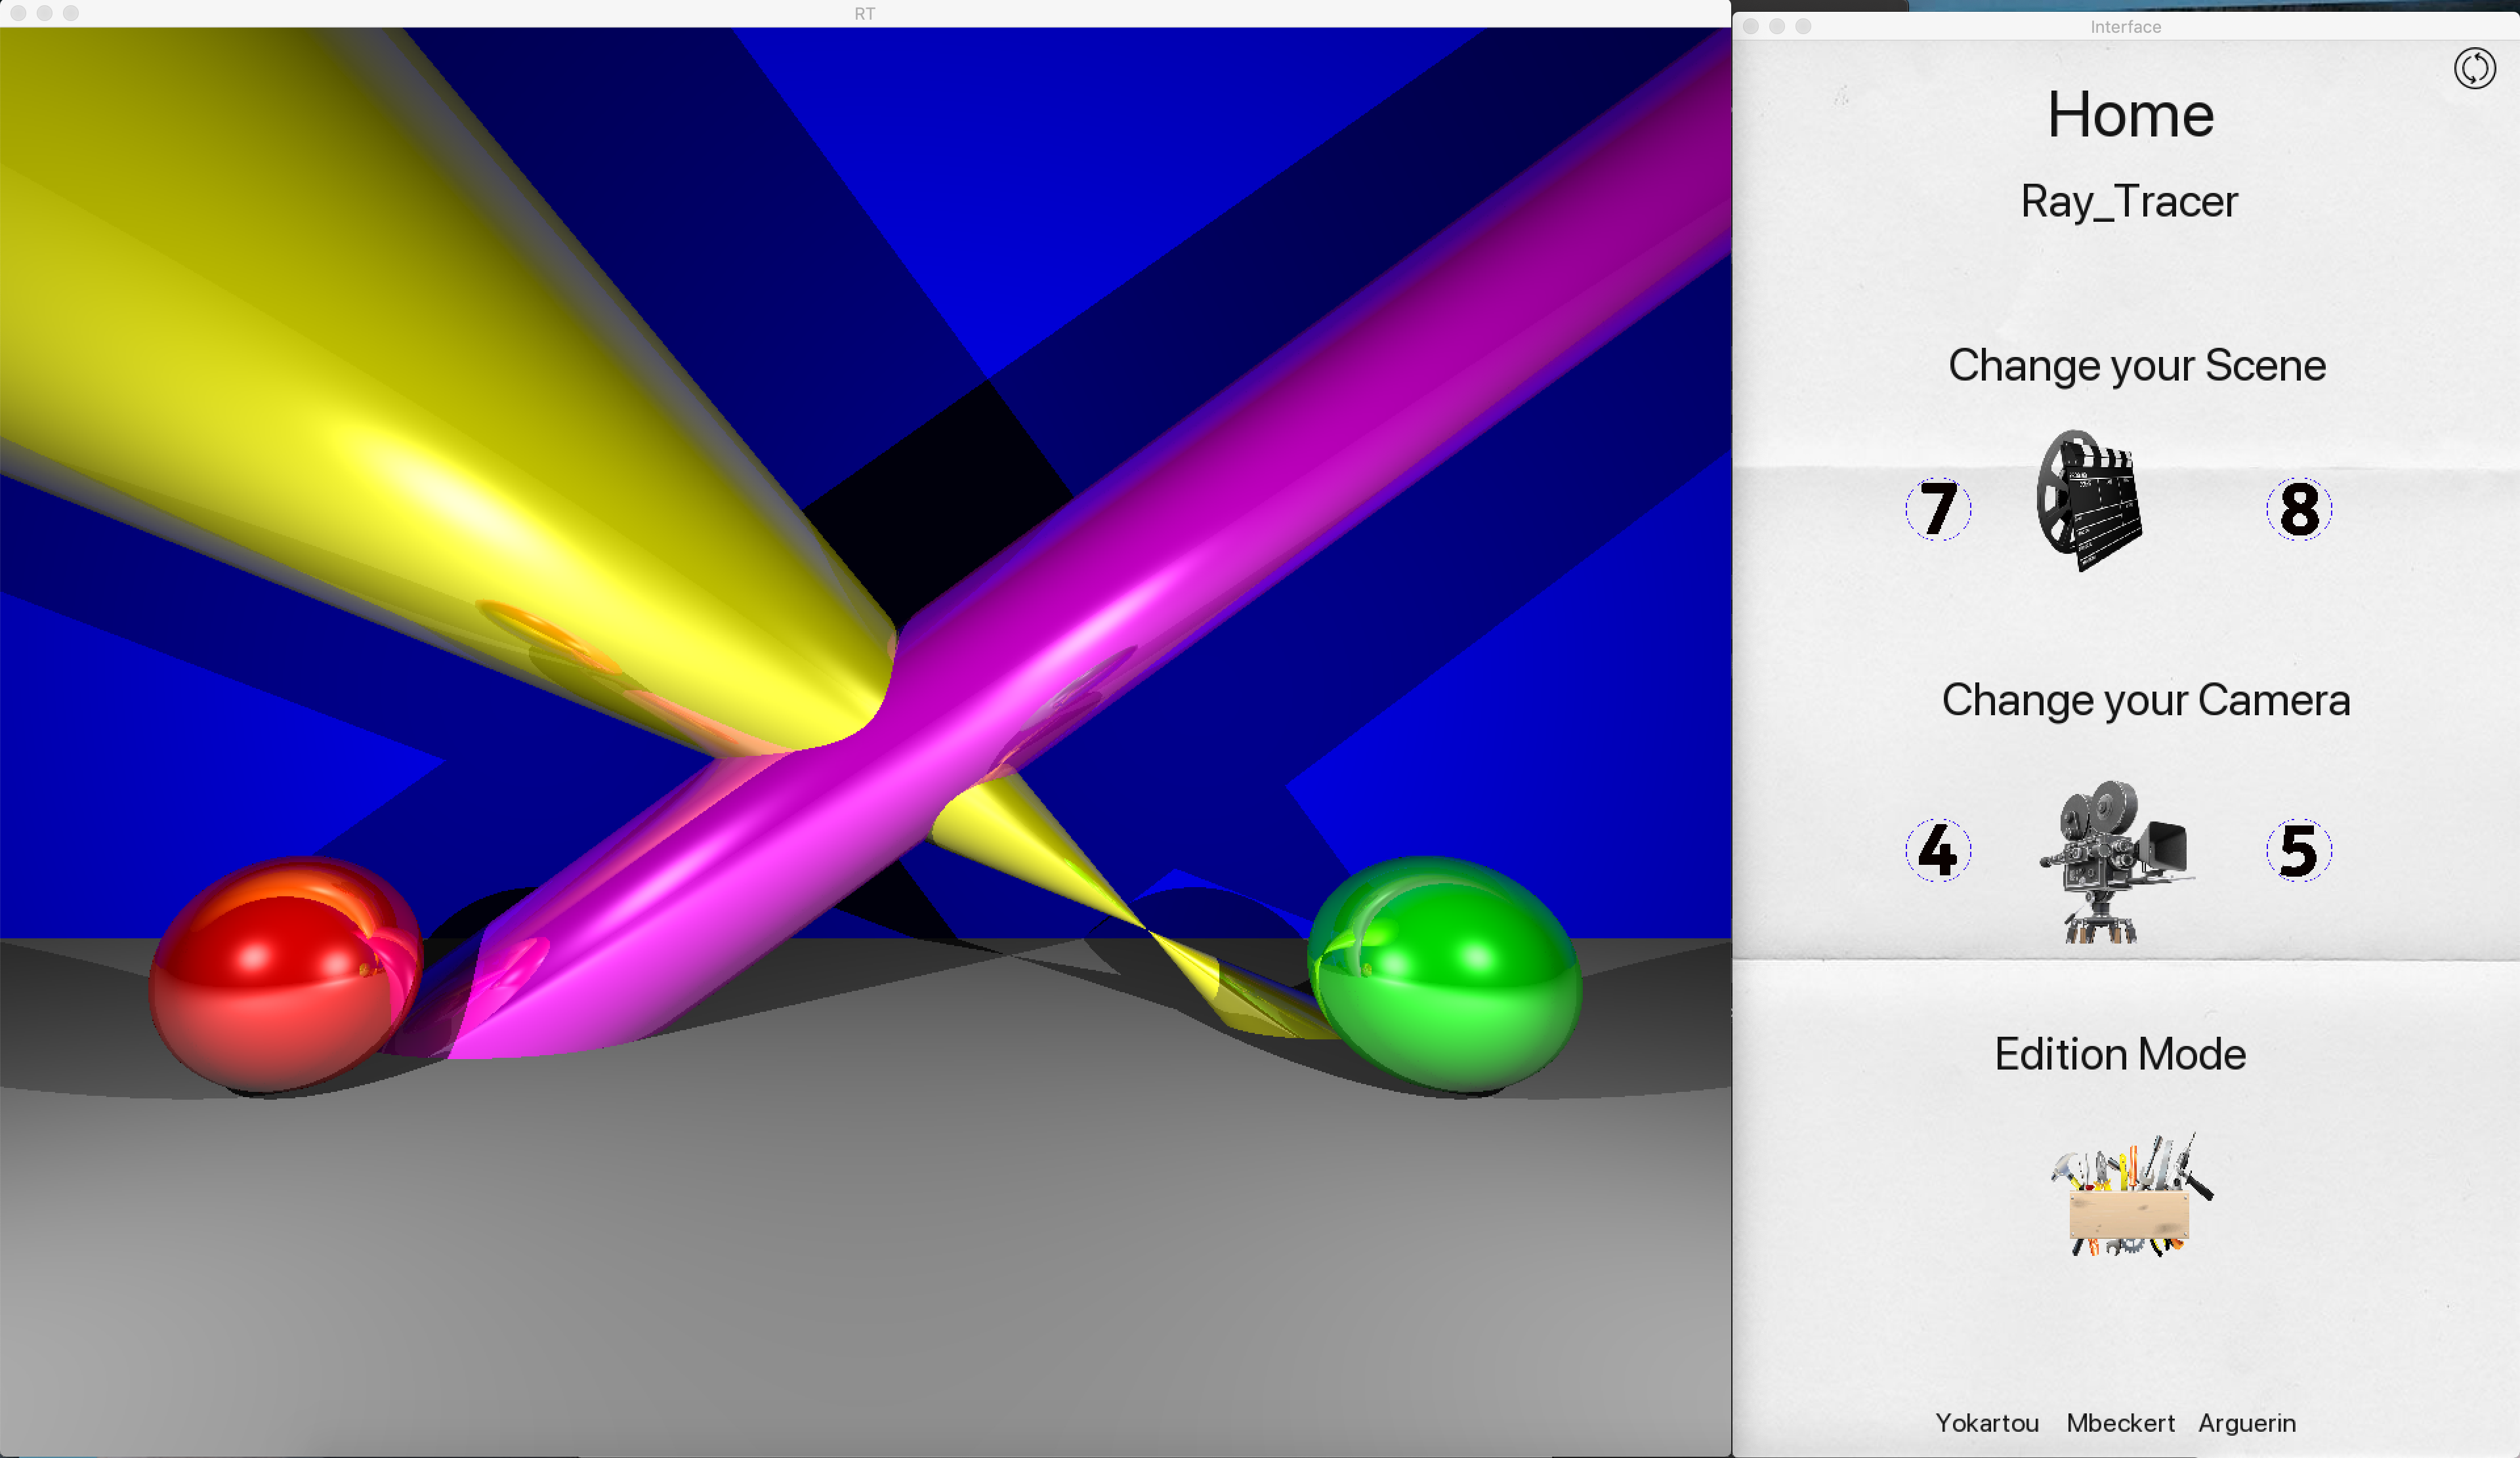 RT
Interface
Home
Ray_Tracer
Change your Scene
7 8
Change your Camera
4 5
Edition Mode
Yokartou Mbeckert Arguerin